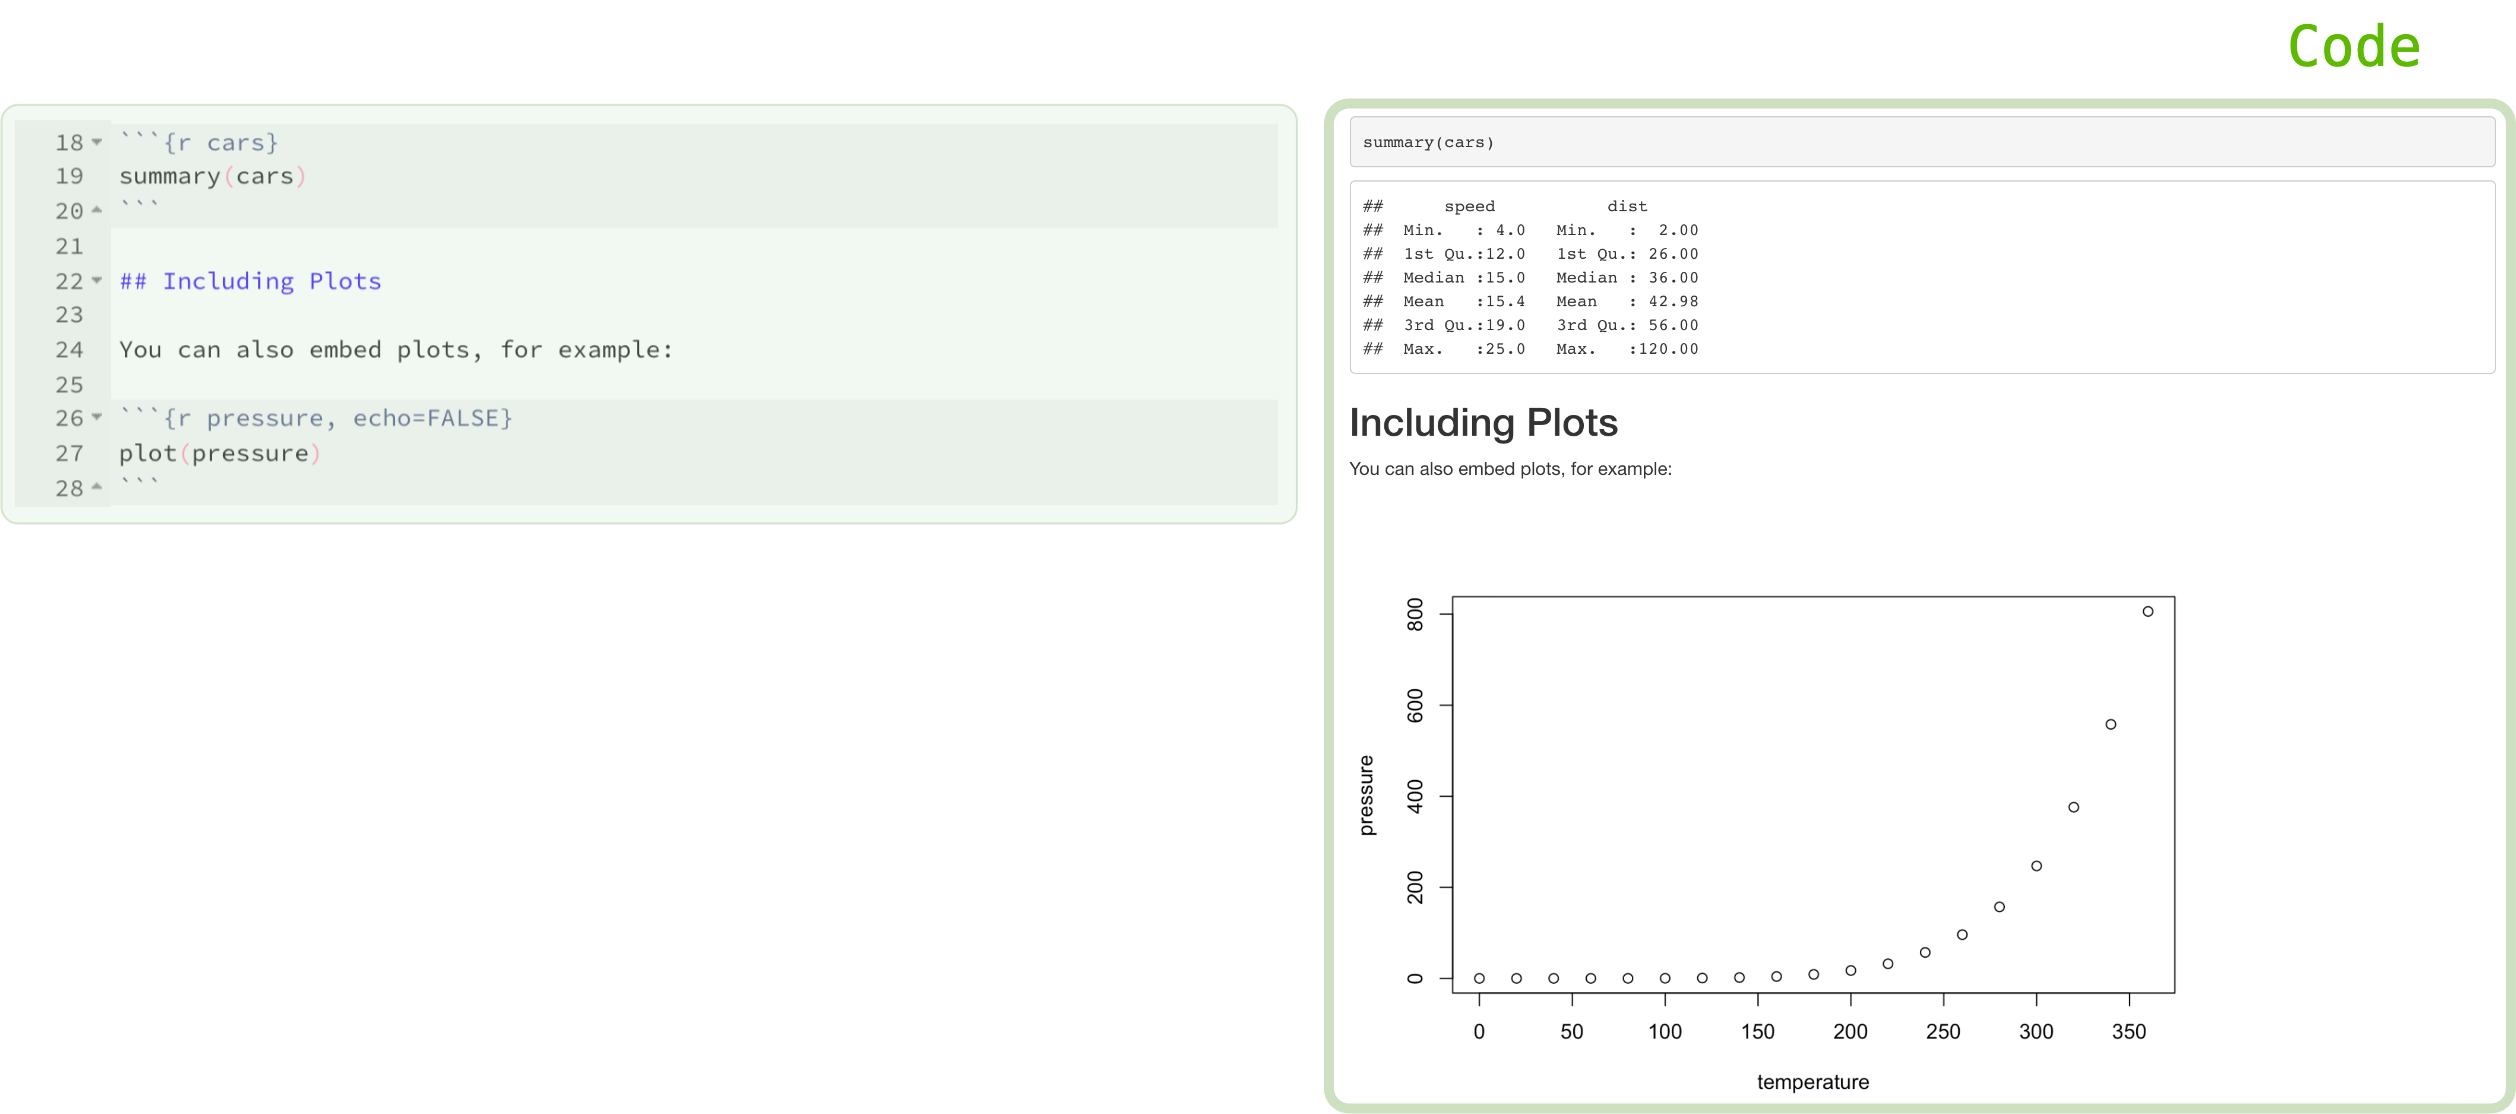 Code
18 ```{r cars}
19 summary(cars)
20 ```
21
22 ## Including Plots
23
24 You can also embed plots, for example:
25
26 ```{r pressure, echo=FALSE}
27 plot(pressure)
28 ```
summary(cars)
##      speed           dist
##  Min.   : 4.0   Min.   :  2.00
##  1st Qu.:12.0   1st Qu.: 26.00
##  Median :15.0   Median : 36.00
##  Mean   :15.4   Mean   : 42.98
##  3rd Qu.:19.0   3rd Qu.: 56.00
##  Max.   :25.0   Max.   :120.00
Including Plots
You can also embed plots, for example:
800
600
400
200
0
pressure
0 50 100 150 200 250 300 350
temperature